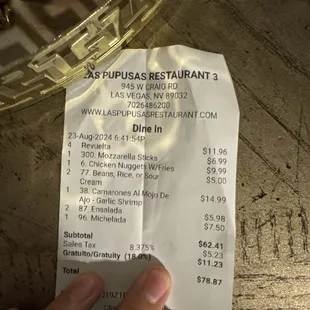 LAS PUPUSAS RESTAURANT 3
945 W CRAIG RD
LAS VEGAS, NV 89032
7026486200
WWW.LASPUPUSASRESTAURANT.COM
Dine In
23-Aug-2024 6:41:54P
4 Revuelta $11.96
1 300. Mozzarella Sticks $6.99
1 6. Chicken Nuggets W/Fries $9.99
2 77. Beans, Rice, or Sour $5.00
Cream
1 38. Camarones Al Mojo De $14.99
Ajo - Garlic Shrimp
2 87. Ensalada $5.98
1 96. Michelada $7.50
Subtotal $62.41
Sales Tax 8.375% $5.23
Gratuito/Gratuity (18.0%) $11.23
Total $78.87